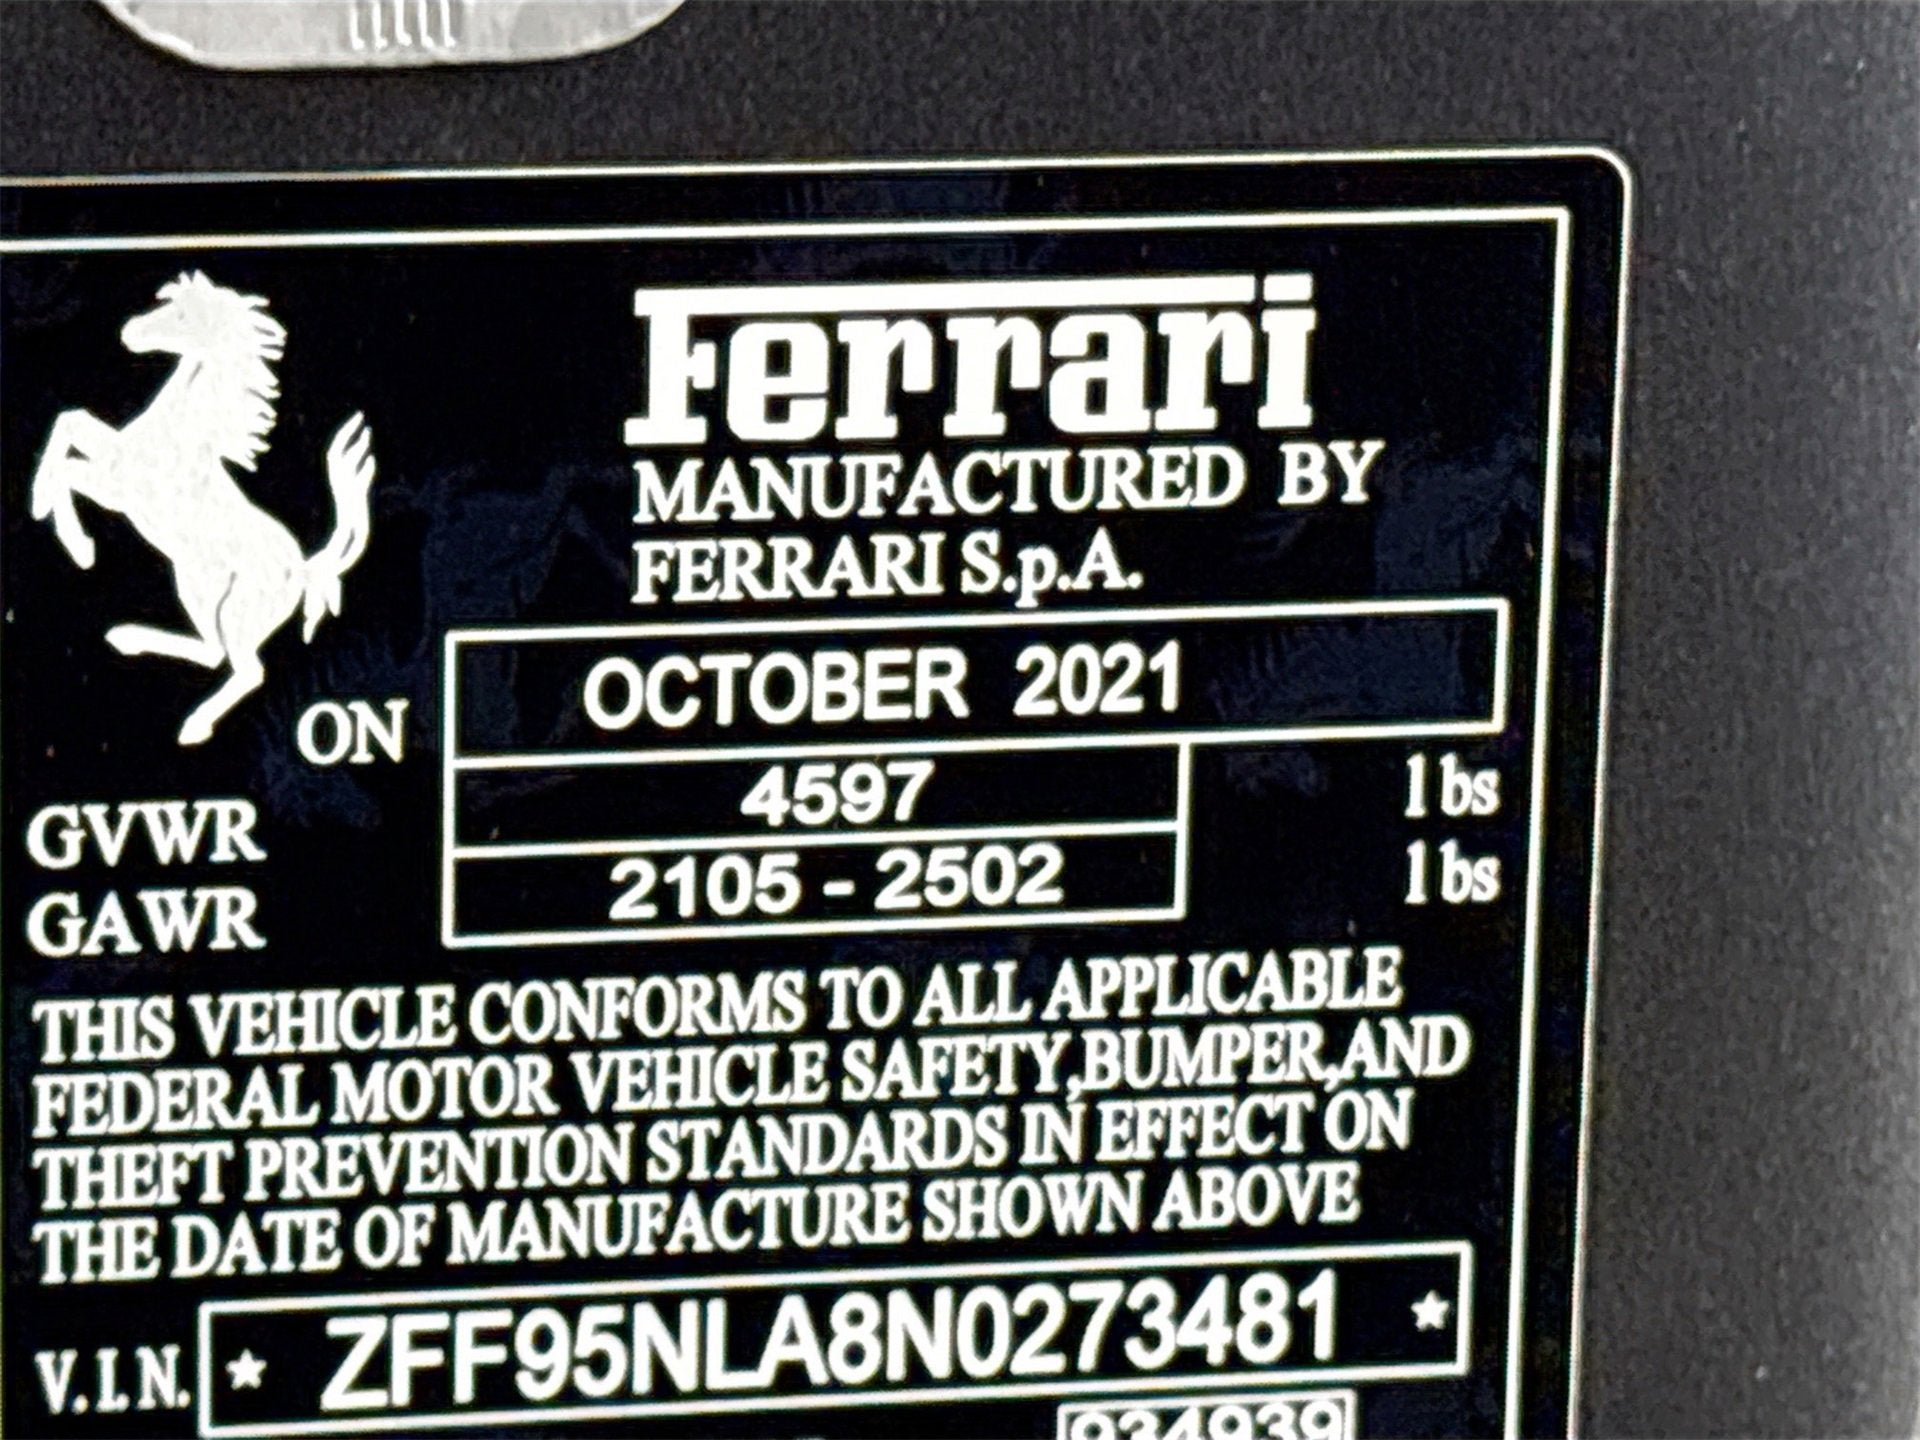 Ferrari
MANUFACTURED BY
FERRARI S.p.A.
ON OCTOBER 2021
GVWR 4597 lbs
GAWR 2105 - 2502 lbs
THIS VEHICLE CONFORMS TO ALL APPLICABLE
FEDERAL MOTOR VEHICLE SAFETY,BUMPER,AND
THEFT PREVENTION STANDARDS IN EFFECT ON
THE DATE OF MANUFACTURE SHOWN ABOVE
V.I.N. * ZFF95NLA8N0273481 *
934939